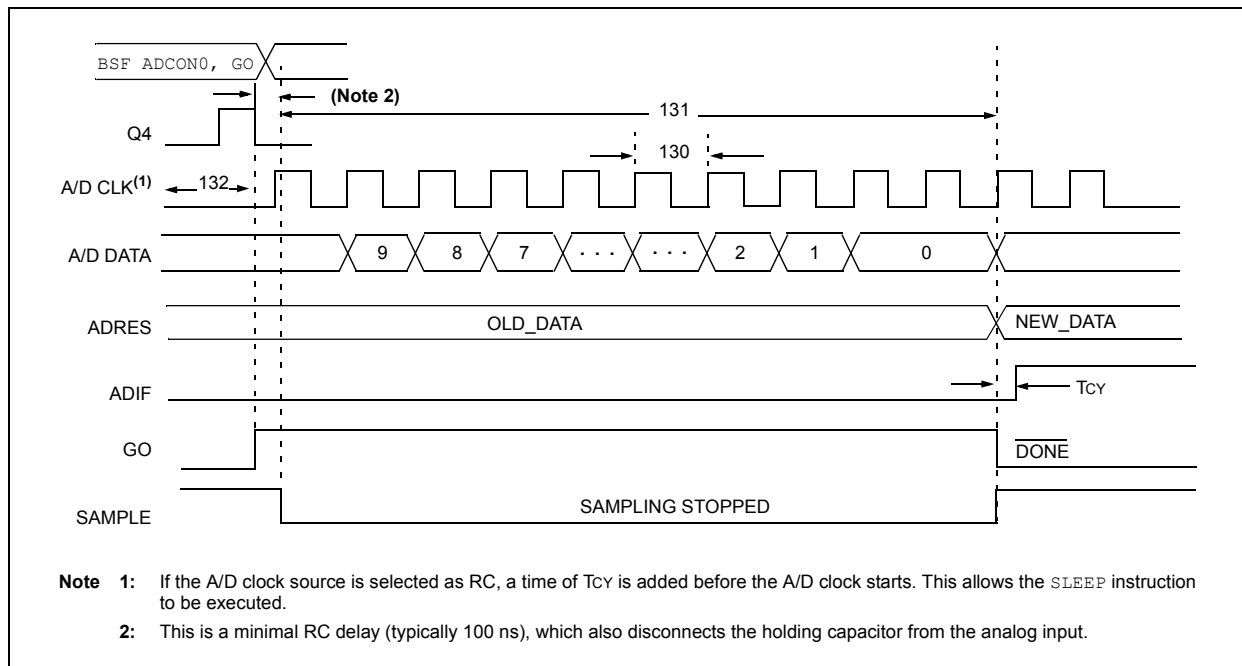 BSF ADCON0, GO
(Note 2)
131
Q4
130
A/D CLK(1)
132
A/D DATA
9 8 7 . . . . . . 2 1 0
ADRES
OLD_DATA
NEW_DATA
ADIF
TCY
GO
DONE
SAMPLE
SAMPLING STOPPED
Note 1: If the A/D clock source is selected as RC, a time of TCY is added before the A/D clock starts. This allows the SLEEP instruction
to be executed.
2: This is a minimal RC delay (typically 100 ns), which also disconnects the holding capacitor from the analog input.